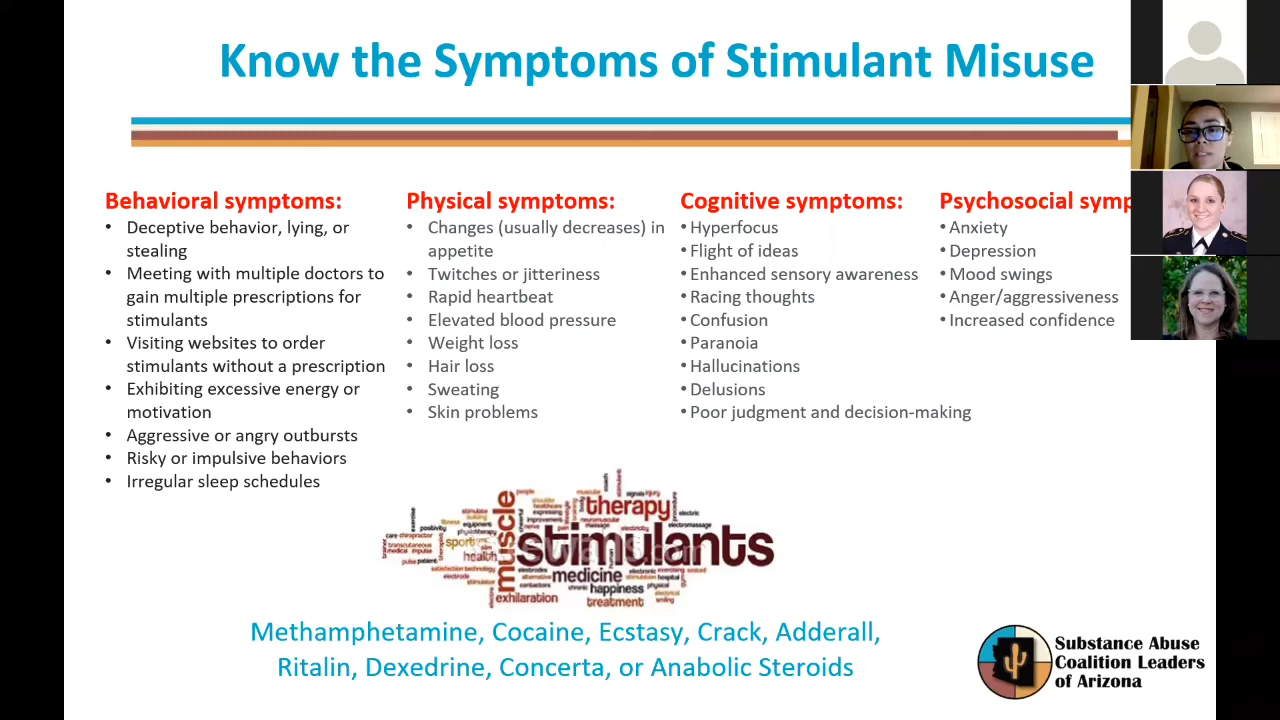 Know the Symptoms of Stimulant Misuse
Behavioral symptoms:
• Deceptive behavior, lying, or
stealing
• Meeting with multiple doctors to
gain multiple prescriptions for
stimulants
• Visiting websites to order
stimulants without a prescription
• Exhibiting excessive energy or
motivation
• Aggressive or angry outbursts
• Risky or impulsive behaviors
• Irregular sleep schedules
Physical symptoms:
• Changes (usually decreases) in
appetite
• Twitches or jitteriness
• Rapid heartbeat
• Elevated blood pressure
• Weight loss
• Hair loss
• Sweating
• Skin problems
Cognitive symptoms:
• Hyperfocus
• Flight of ideas
• Enhanced sensory awareness
• Racing thoughts
• Confusion
• Paranoia
• Hallucinations
• Delusions
• Poor judgment and decision-making
Psychosocial symp
• Anxiety
• Depression
• Mood swings
• Anger/aggressiveness
• Increased confidence
muscle
therapy
stimulants
sport
health
medicine
happiness
exhilaration
treatment
Methamphetamine, Cocaine, Ecstasy, Crack, Adderall,
Ritalin, Dexedrine, Concerta, or Anabolic Steroids
Substance Abuse
Coalition Leaders
of Arizona